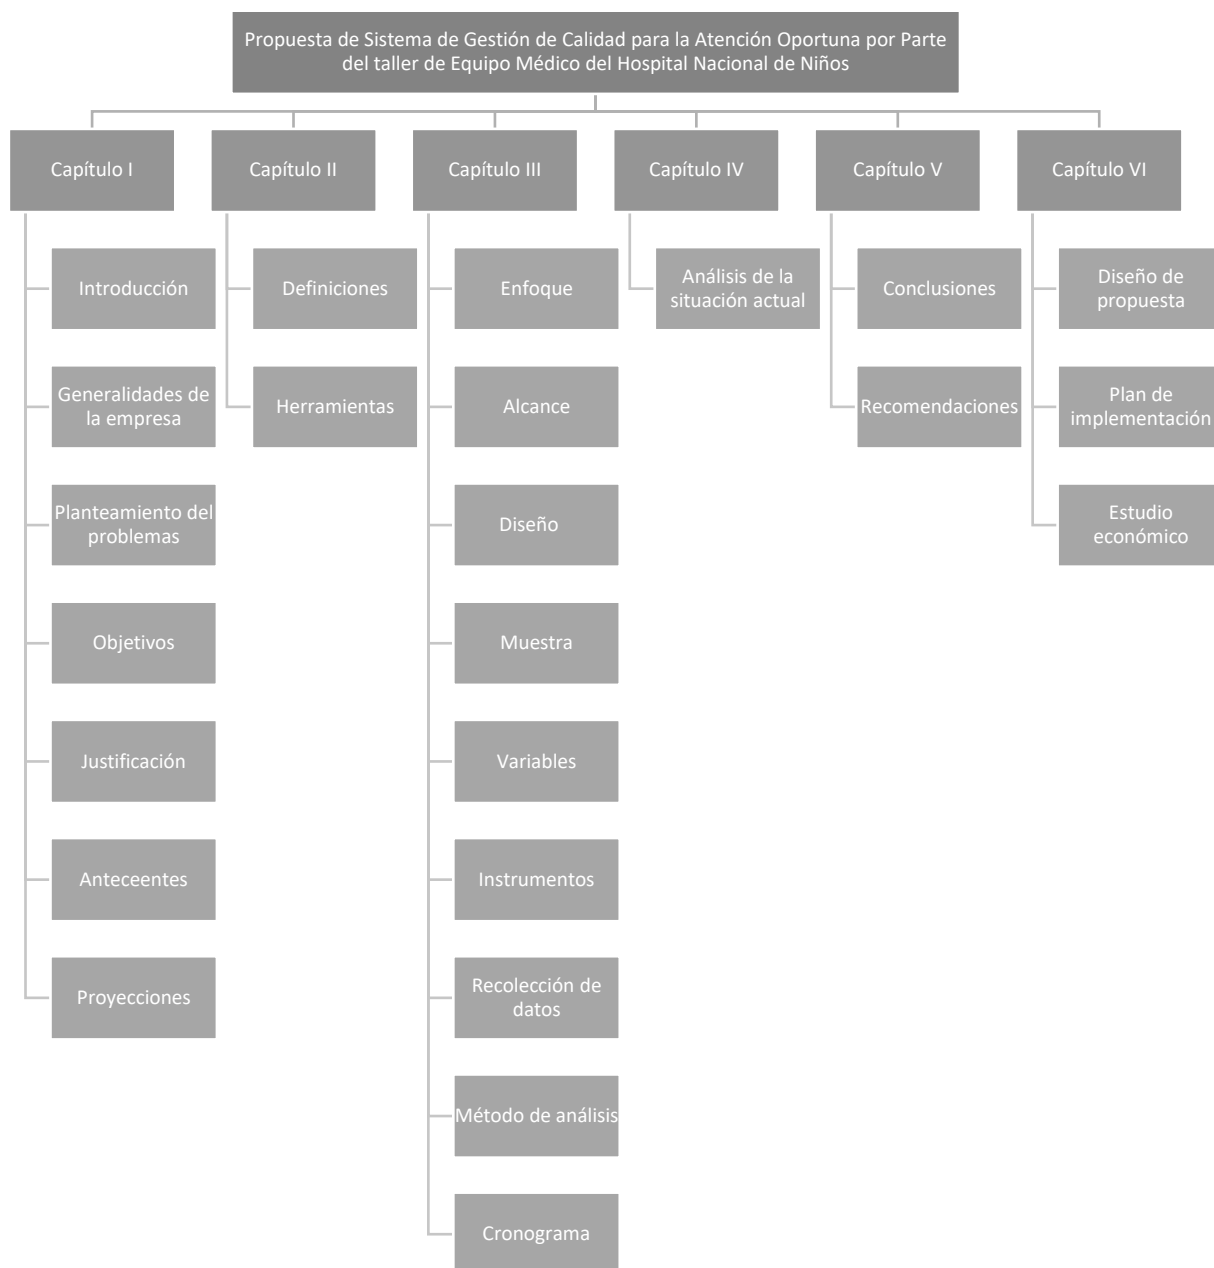 Propuesta de Sistema de Gestión de Calidad para la Atención Oportuna por Parte
del taller de Equipo Médico del Hospital Nacional de Niños
Capítulo I
Introducción
Generalidades de
la empresa
Planteamiento del
problemas
Objetivos
Justificación
Anteceentes
Proyecciones
Capítulo II
Definiciones
Herramientas
Capítulo III
Enfoque
Alcance
Diseño
Muestra
Variables
Instrumentos
Recolección de
datos
Método de análisis
Cronograma
Capítulo IV
Análisis de la
situación actual
Capítulo V
Conclusiones
Recomendaciones
Capítulo VI
Diseño de
propuesta
Plan de
implementación
Estudio
económico